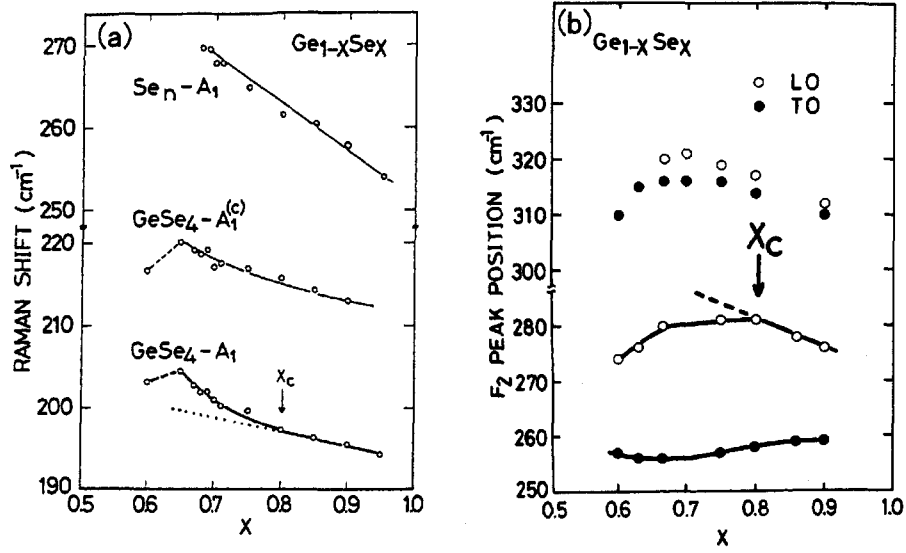 (a) Ge1-XSeX
270
Sen-A1
260
250
GeSe4-A1(c)
220
210
GeSe4-A1
Xc
200
190
0.5 0.6 0.7 0.8 0.9 1.0
X
RAMAN SHIFT (cm-1)
(b) Ge1-XSeX
LO
TO
330
320
310
300
XC
280
270
260
250
0.5 0.6 0.7 0.8 0.9 1.0
X
F2 PEAK POSITION (cm-1)